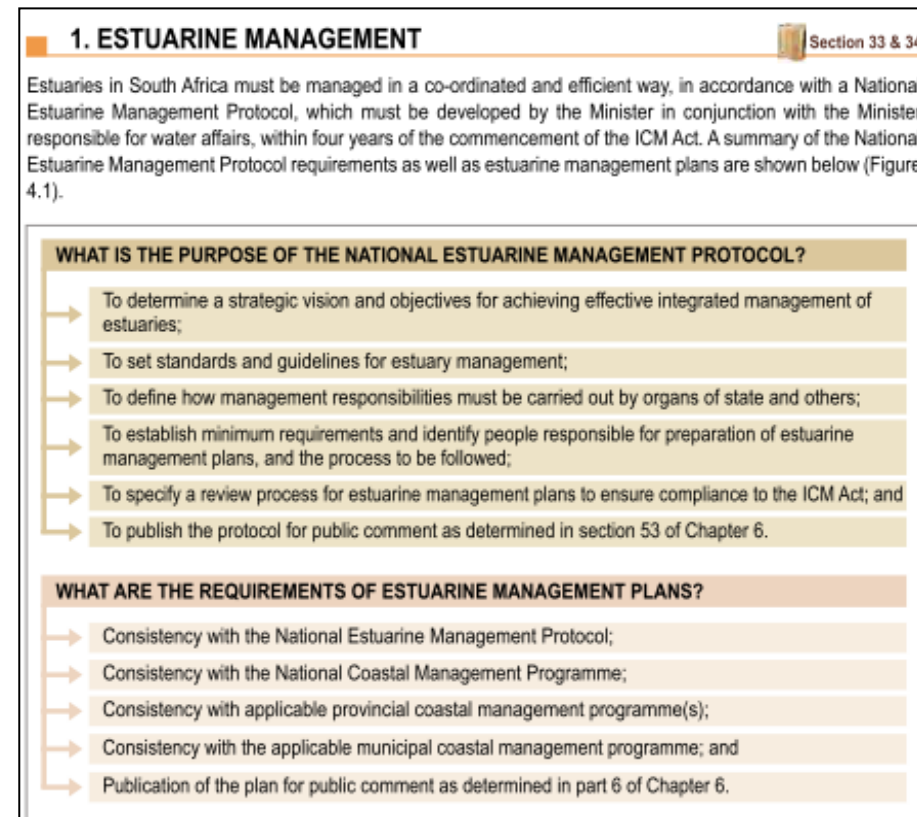 1. ESTUARINE MANAGEMENT
Section 33 & 34
Estuaries in South Africa must be managed in a co-ordinated and efficient way, in accordance with a Nationa
Estuarine Management Protocol, which must be developed by the Minister in conjunction with the Minister
responsible for water affairs, within four years of the commencement of the ICM Act. A summary of the Nationa
Estuarine Management Protocol requirements as well as estuarine management plans are shown below (Figure
4.1).
WHAT IS THE PURPOSE OF THE NATIONAL ESTUARINE MANAGEMENT PROTOCOL?
To determine a strategic vision and objectives for achieving effective integrated management of
estuaries;
To set standards and guidelines for estuary management;
To define how management responsibilities must be carried out by organs of state and others;
To establish minimum requirements and identify people responsible for preparation of estuarine
management plans, and the process to be followed;
To specify a review process for estuarine management plans to ensure compliance to the ICM Act; and
To publish the protocol for public comment as determined in section 53 of Chapter 6.
WHAT ARE THE REQUIREMENTS OF ESTUARINE MANAGEMENT PLANS?
Consistency with the National Estuarine Management Protocol;
Consistency with the National Coastal Management Programme;
Consistency with applicable provincial coastal management programme(s);
Consistency with the applicable municipal coastal management programme; and
Publication of the plan for public comment as determined in part 6 of Chapter 6.